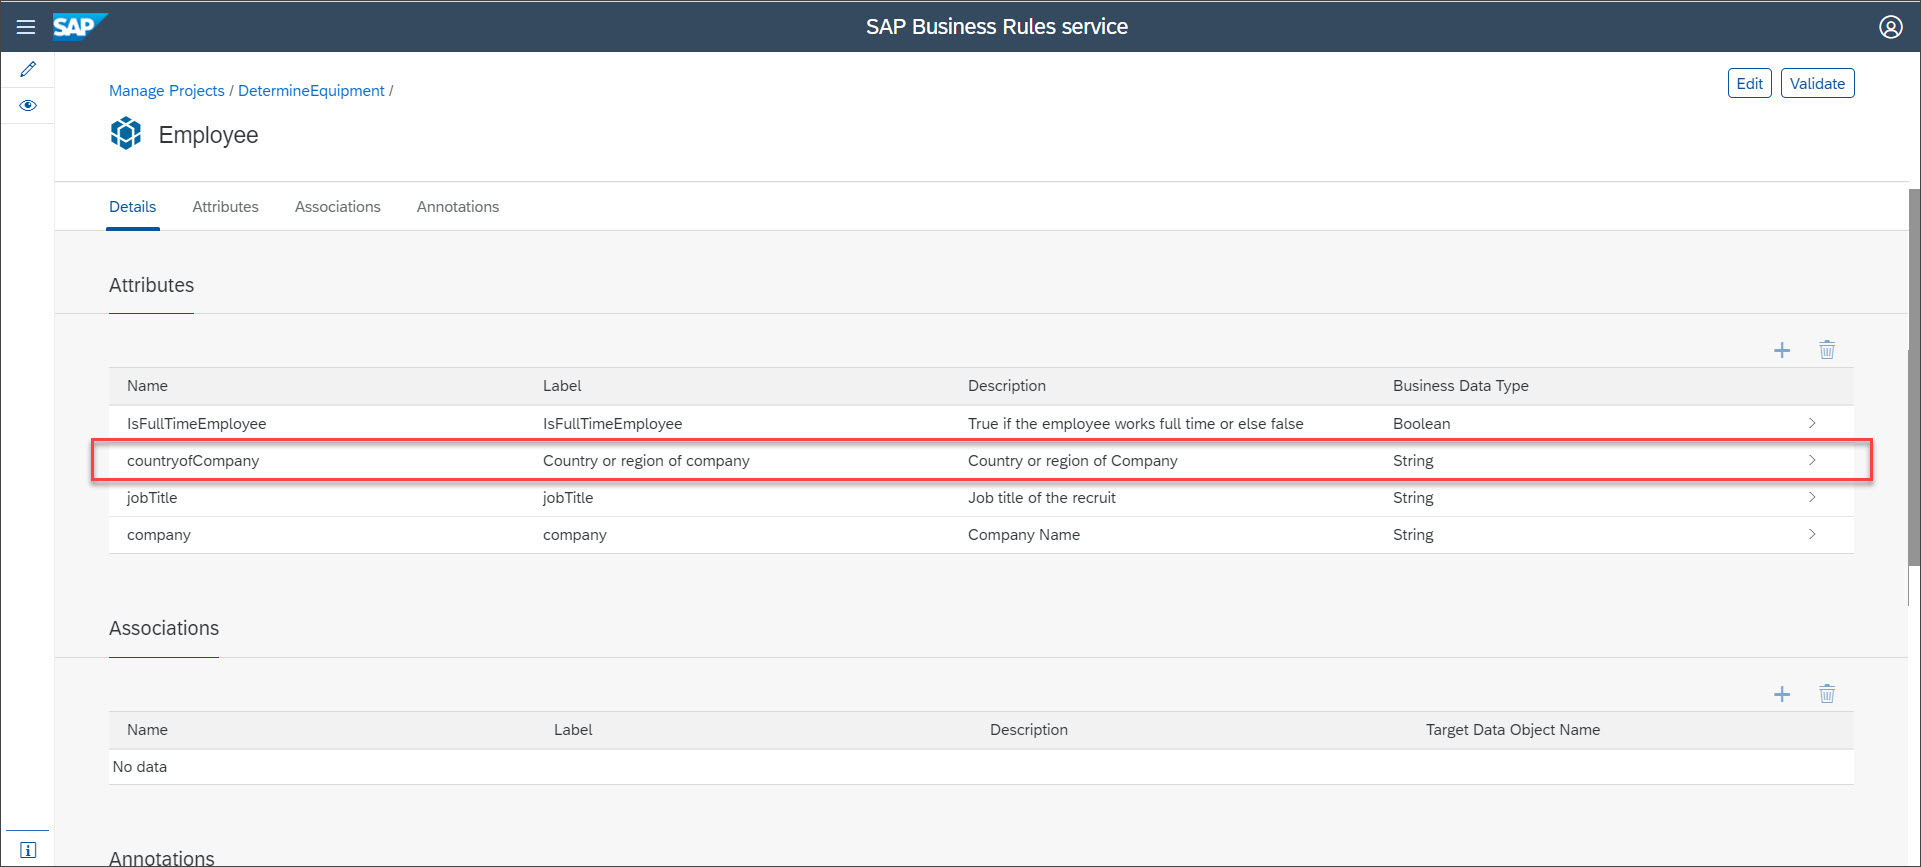 SAP SAP Business Rules service
Manage Projects / DetermineEquipment /
Edit Validate
Employee
Details Attributes Associations Annotations
Attributes
Name Label Description Business Data Type
IsFullTimeEmployee IsFullTimeEmployee True if the employee works full time or else false Boolean
countryofCompany Country or region of company Country or region of Company String
jobTitle jobTitle Job title of the recruit String
company company Company Name String
Associations
Name Label Description Target Data Object Name
No data
Annotations